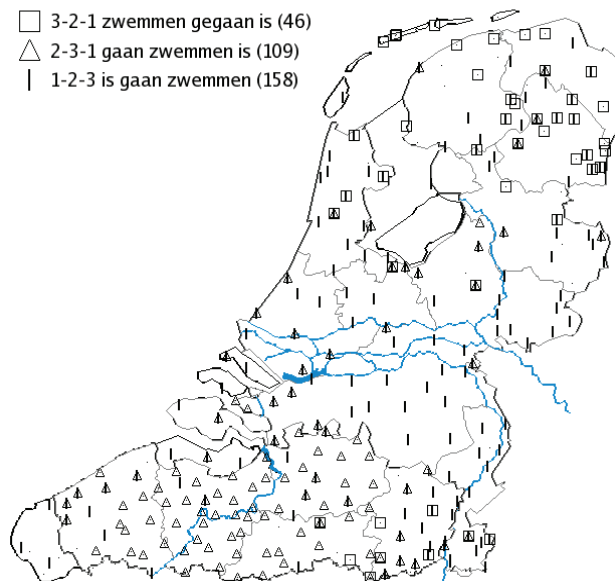 3-2-1 zwemmen gegaan is (46)
2-3-1 gaan zwemmen is (109)
1-2-3 is gaan zwemmen (158)